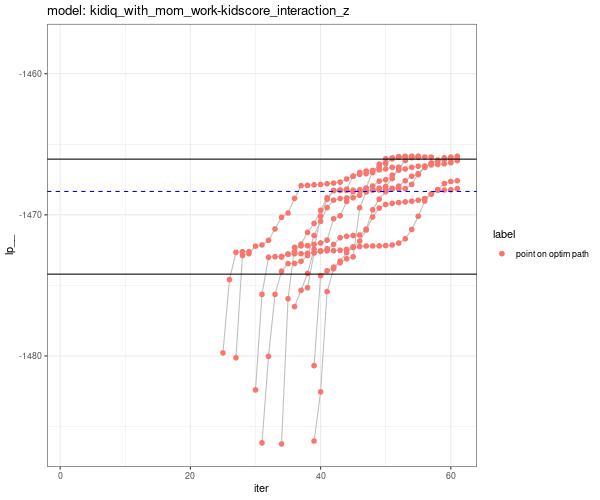 model: kidiq_with_mom_work-kidscore_interaction_z
-1460
-1470
-1480
lp__
0
20
40
60
iter
label
point on optim path